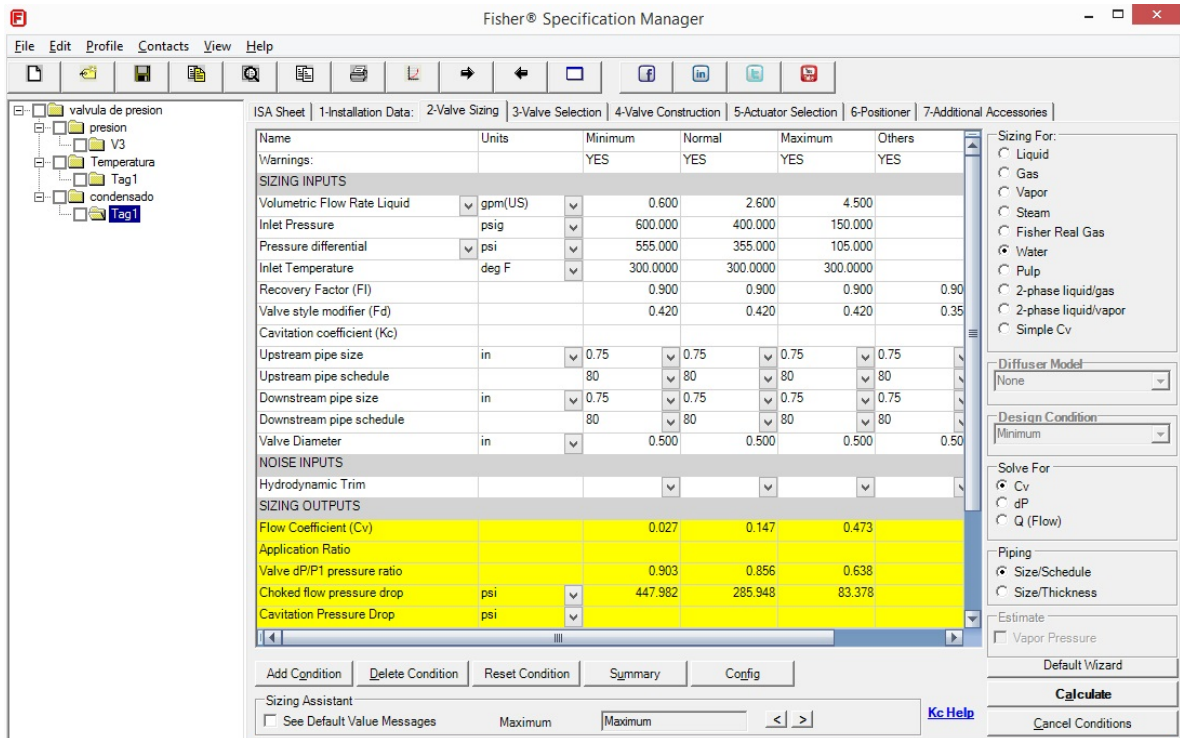 Fisher® Specification Manager
File Edit Profile Contacts View Help
valvula de presion
presion
V3
Temperatura
Tag1
condensado
Tag1
ISA Sheet 1-Installation Data: 2-Valve Sizing 3-Valve Selection 4-Valve Construction 5-Actuator Selection 6-Positioner 7-Additional Accessories
Name Units Minimum Normal Maximum Others
Warnings: YES YES YES YES
SIZING INPUTS
Volumetric Flow Rate Liquid gpm(US) 0.600 2.600 4.500
Inlet Pressure psig 600.000 400.000 150.000
Pressure differential psi 555.000 355.000 105.000
Inlet Temperature deg F 300.0000 300.0000 300.0000
Recovery Factor (Fl) 0.900 0.900 0.900 0.90
Valve style modifier (Fd) 0.420 0.420 0.420 0.35
Cavitation coefficient (Kc)
Upstream pipe size in 0.75 0.75 0.75 0.75
Upstream pipe schedule 80 80 80 80
Downstream pipe size in 0.75 0.75 0.75 0.75
Downstream pipe schedule 80 80 80 80
Valve Diameter in 0.500 0.500 0.500 0.50
NOISE INPUTS
Hydrodynamic Trim
SIZING OUTPUTS
Flow Coefficient (Cv) 0.027 0.147 0.473
Application Ratio
Valve dP/P1 pressure ratio 0.903 0.856 0.638
Choked flow pressure drop psi 447.982 285.948 83.378
Cavitation Pressure Drop psi
Add Condition Delete Condition Reset Condition Summary Config
Sizing Assistant
See Default Value Messages Maximum Maximum < > Kc Help
Sizing For:
Liquid
Gas
Vapor
Steam
Fisher Real Gas
Water
Pulp
2-phase liquid/gas
2-phase liquid/vapor
Simple Cv
Diffuser Model
None
Design Condition
Minimum
Solve For
Cv
dP
Q (Flow)
Piping
Size/Schedule
Size/Thickness
Estimate
Vapor Pressure
Default Wizard
Calculate
Cancel Conditions